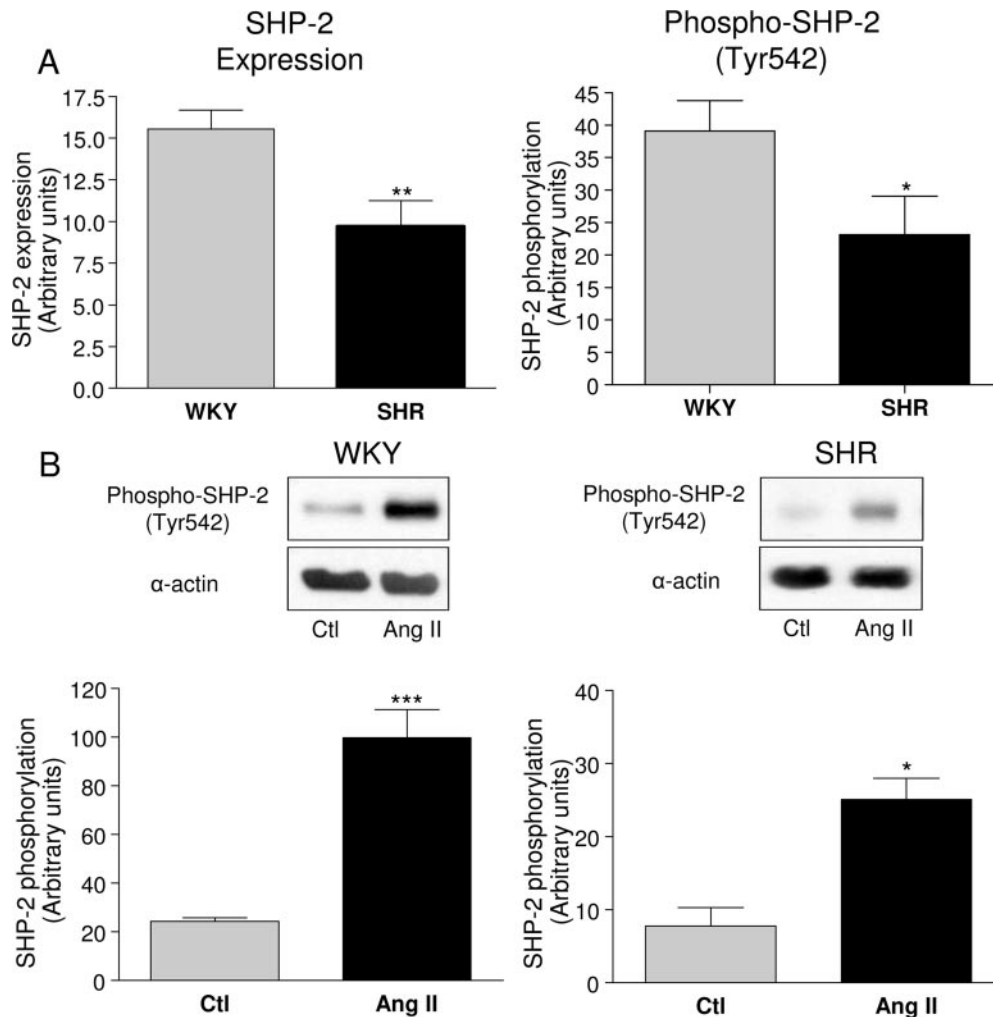 A
SHP-2
Expression
SHP-2 expression
(Arbitrary units)
17.5
15.0
12.5
10.0
7.5
5.0
2.5
0.0
**
WKY
SHR
Phospho-SHP-2
(Tyr542)
SHP-2 phosphorylation
(Arbitrary units)
45
40
35
30
25
20
15
10
5
0
*
WKY
SHR
B
WKY
Phospho-SHP-2
(Tyr542)
α-actin
Ctl Ang II
SHP-2 phosphorylation
(Arbitrary units)
120
100
80
60
40
20
0
***
Ctl
Ang II
SHR
Phospho-SHP-2
(Tyr542)
α-actin
Ctl Ang II
SHP-2 phosphorylation
(Arbitrary units)
40
30
20
10
0
*
Ctl
Ang II